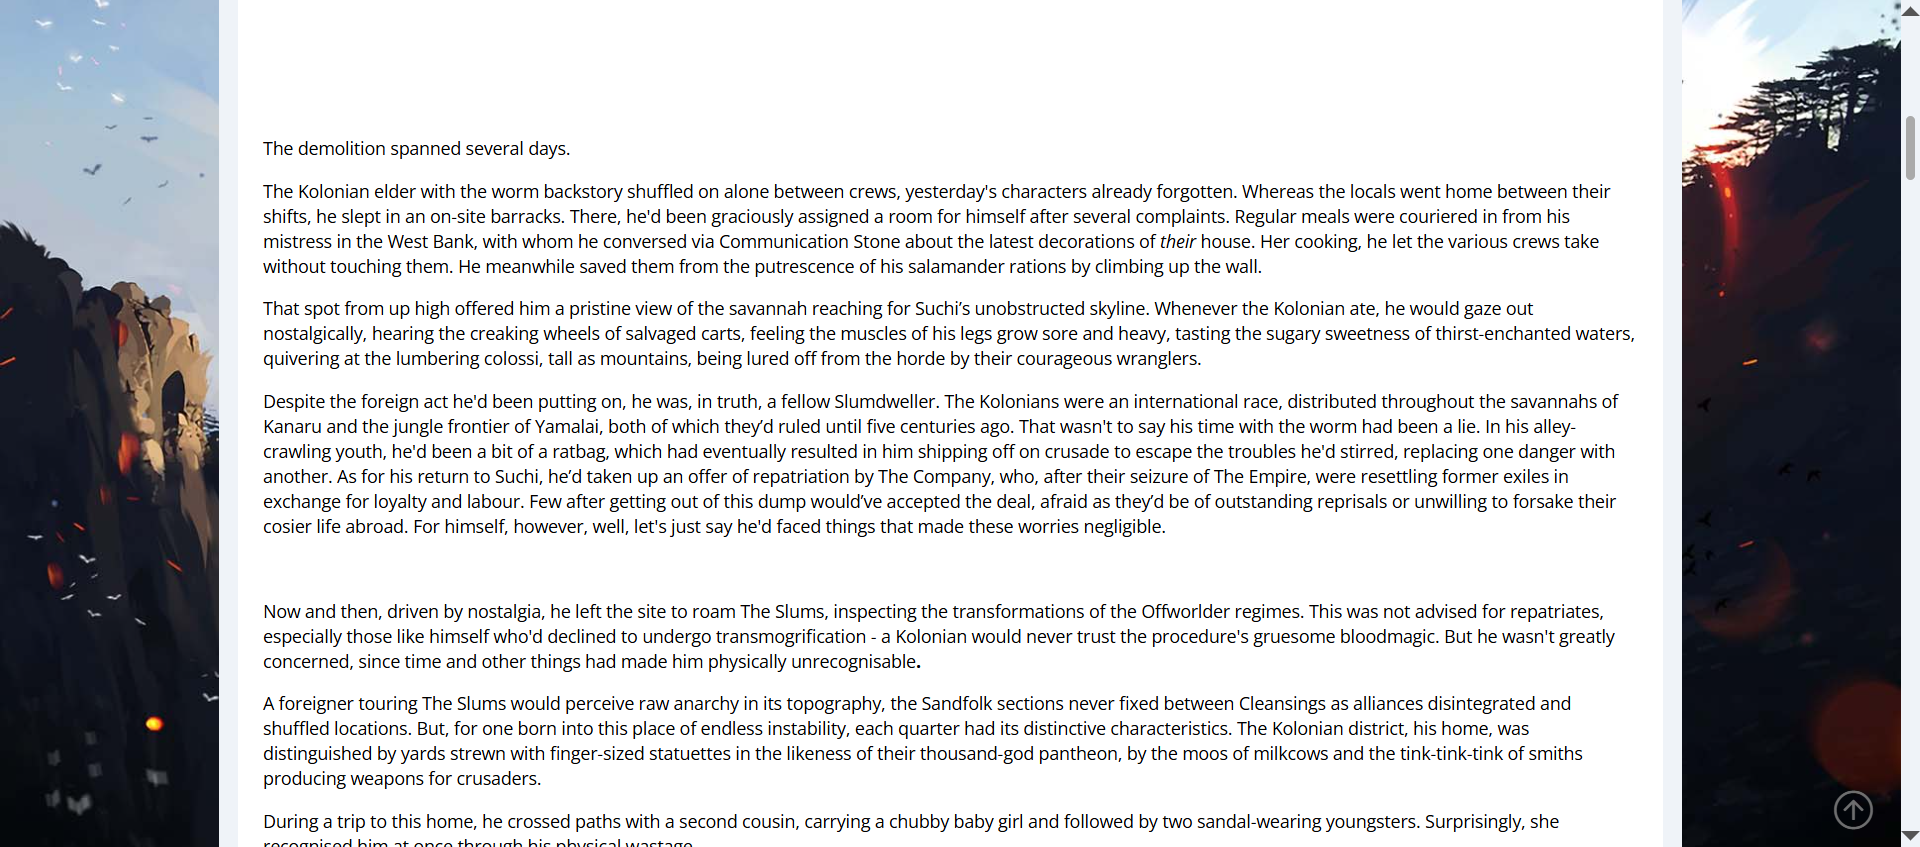 The demolition spanned several days.
The Kolonian elder with the worm backstory shuffled on alone between crews, yesterday's characters already forgotten. Whereas the locals went home between their
shifts, he slept in an on-site barracks. There, he'd been graciously assigned a room for himself after several complaints. Regular meals were couriered in from his
mistress in the West Bank, with whom he conversed via Communication Stone about the latest decorations of their house. Her cooking, he let the various crews take
without touching them. He meanwhile saved them from the putrescence of his salamander rations by climbing up the wall.
That spot from up high offered him a pristine view of the savannah reaching for Suchi’s unobstructed skyline. Whenever the Kolonian ate, he would gaze out
nostalgically, hearing the creaking wheels of salvaged carts, feeling the muscles of his legs grow sore and heavy, tasting the sugary sweetness of thirst-enchanted waters,
quivering at the lumbering colossi, tall as mountains, being lured off from the horde by their courageous wranglers.
Despite the foreign act he'd been putting on, he was, in truth, a fellow Slumdweller. The Kolonians were an international race, distributed throughout the savannahs of
Kanaru and the jungle frontier of Yamalai, both of which they’d ruled until five centuries ago. That wasn't to say his time with the worm had been a lie. In his alley-
crawling youth, he'd been a bit of a ratbag, which had eventually resulted in him shipping off on crusade to escape the troubles he'd stirred, replacing one danger with
another. As for his return to Suchi, he’d taken up an offer of repatriation by The Company, who, after their seizure of The Empire, were resettling former exiles in
exchange for loyalty and labour. Few after getting out of this dump would’ve accepted the deal, afraid as they’d be of outstanding reprisals or unwilling to forsake their
cosier life abroad. For himself, however, well, let's just say he'd faced things that made these worries negligible.
Now and then, driven by nostalgia, he left the site to roam The Slums, inspecting the transformations of the Offworlder regimes. This was not advised for repatriates,
especially those like himself who'd declined to undergo transmogrification - a Kolonian would never trust the procedure's gruesome bloodmagic. But he wasn't greatly
concerned, since time and other things had made him physically unrecognisable.
A foreigner touring The Slums would perceive raw anarchy in its topography, the Sandfolk sections never fixed between Cleansings as alliances disintegrated and
shuffled locations. But, for one born into this place of endless instability, each quarter had its distinctive characteristics. The Kolonian district, his home, was
distinguished by yards strewn with finger-sized statuettes in the likeness of their thousand-god pantheon, by the moos of milkcows and the tink-tink-tink of smiths
producing weapons for crusaders.
During a trip to this home, he crossed paths with a second cousin, carrying a chubby baby girl and followed by two sandal-wearing youngsters. Surprisingly, she
recognised him at once through his physical wastage.